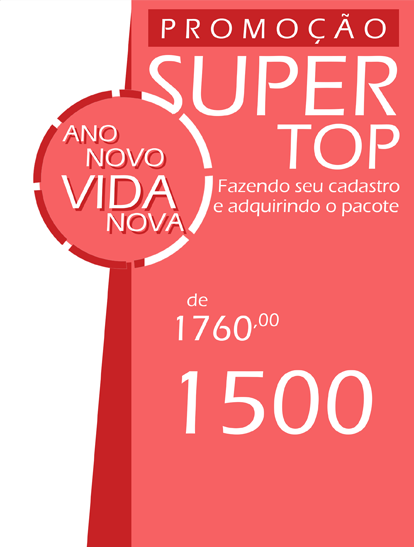 PROMOÇÃO
SUPER
TOP
ANO
NOVO
VIDA
NOVA
Fazendo seu cadastro
e adquirindo o pacote
de
1760,00
1500